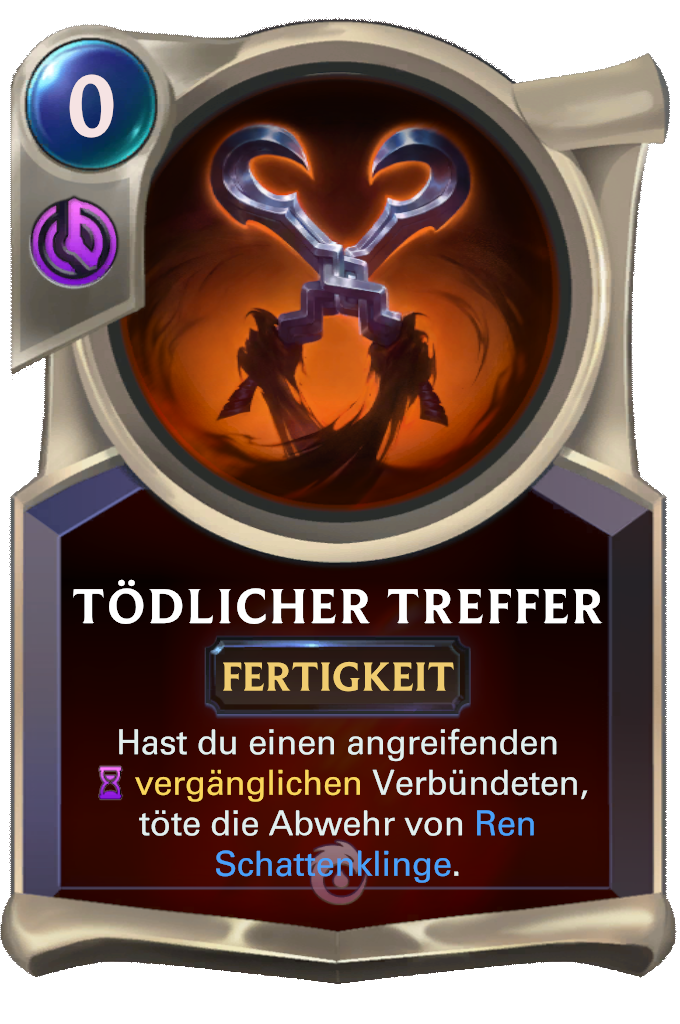 0
TÖDLICHER TREFFER
FERTIGKEIT
Hast du einen angreifenden
vergänglichen Verbündeten,
töte die Abwehr von Ren
Schattenklinge.